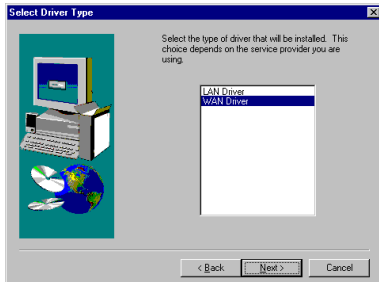 Select Driver Type
Select the type of driver that will be installed. This
choice depends on the service provider you are
using.
LAN Driver
WAN Driver
< Back
Next >
Cancel